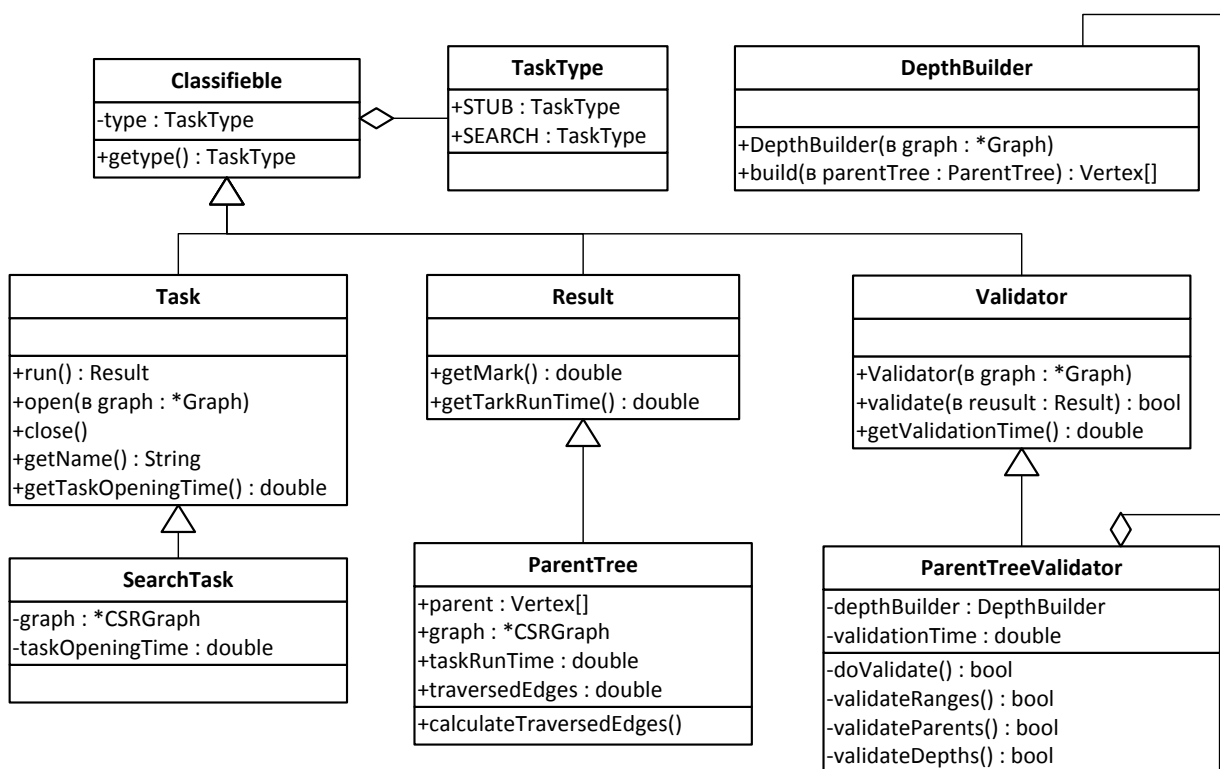 Classifieble
-type : TaskType
+getype() : TaskType
TaskType
+STUB : TaskType
+SEARCH : TaskType
DepthBuilder
+DepthBuilder(в graph : *Graph)
+build(в parentTree : ParentTree) : Vertex[]
Task
+run() : Result
+open(в graph : *Graph)
+close()
+getName() : String
+getTaskOpeningTime() : double
Result
+getMark() : double
+getTarkRunTime() : double
Validator
+Validator(в graph : *Graph)
+validate(в reusult : Result) : bool
+getValidationTime() : double
SearchTask
-graph : *CSRGraph
-taskOpeningTime : double
ParentTree
+parent : Vertex[]
+graph : *CSRGraph
+taskRunTime : double
+traversedEdges : double
+calculateTraversedEdges()
ParentTreeValidator
-depthBuilder : DepthBuilder
-validationTime : double
-doValidate() : bool
-validateRanges() : bool
-validateParents() : bool
-validateDepths() : bool